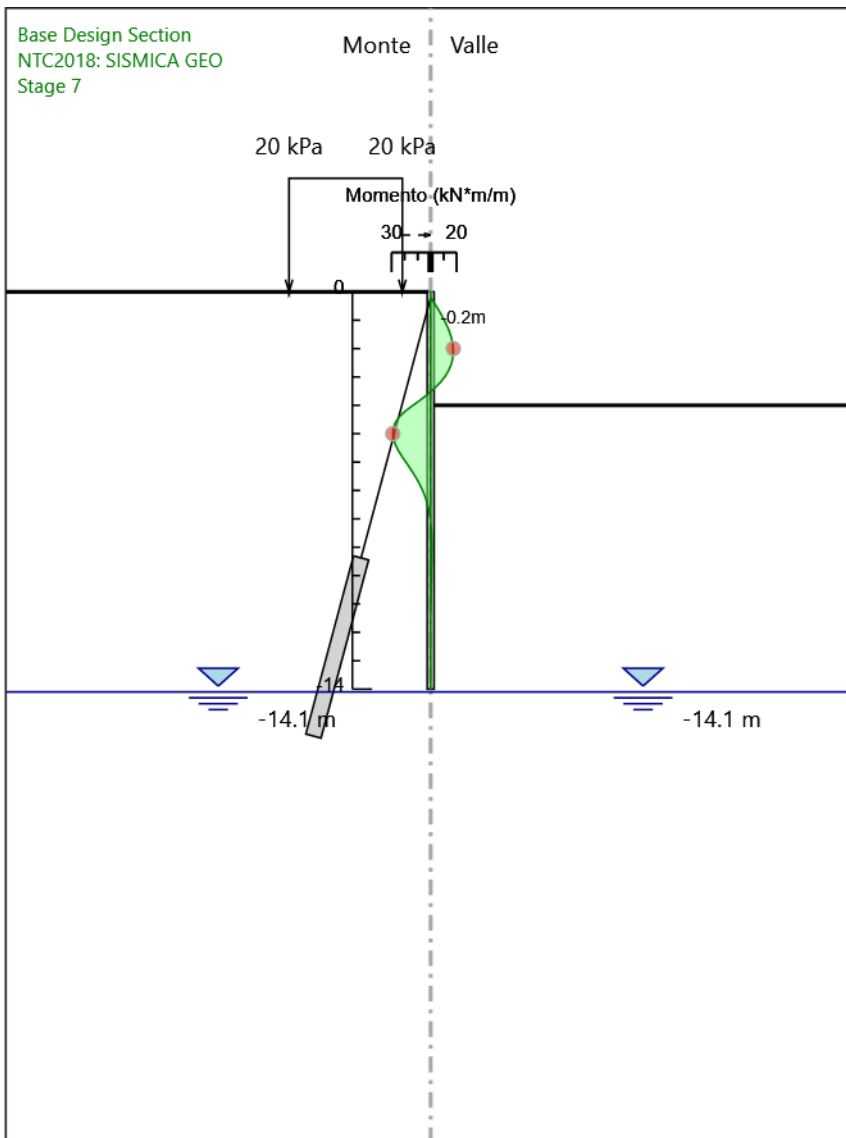 Base Design Section
NTC2018: SISMICA GEO
Stage 7
Monte Valle
20 kPa 20 kPa
Momento (kN*m/m)
30 20
0
-0.2m
-14
-14.1 m -14.1 m